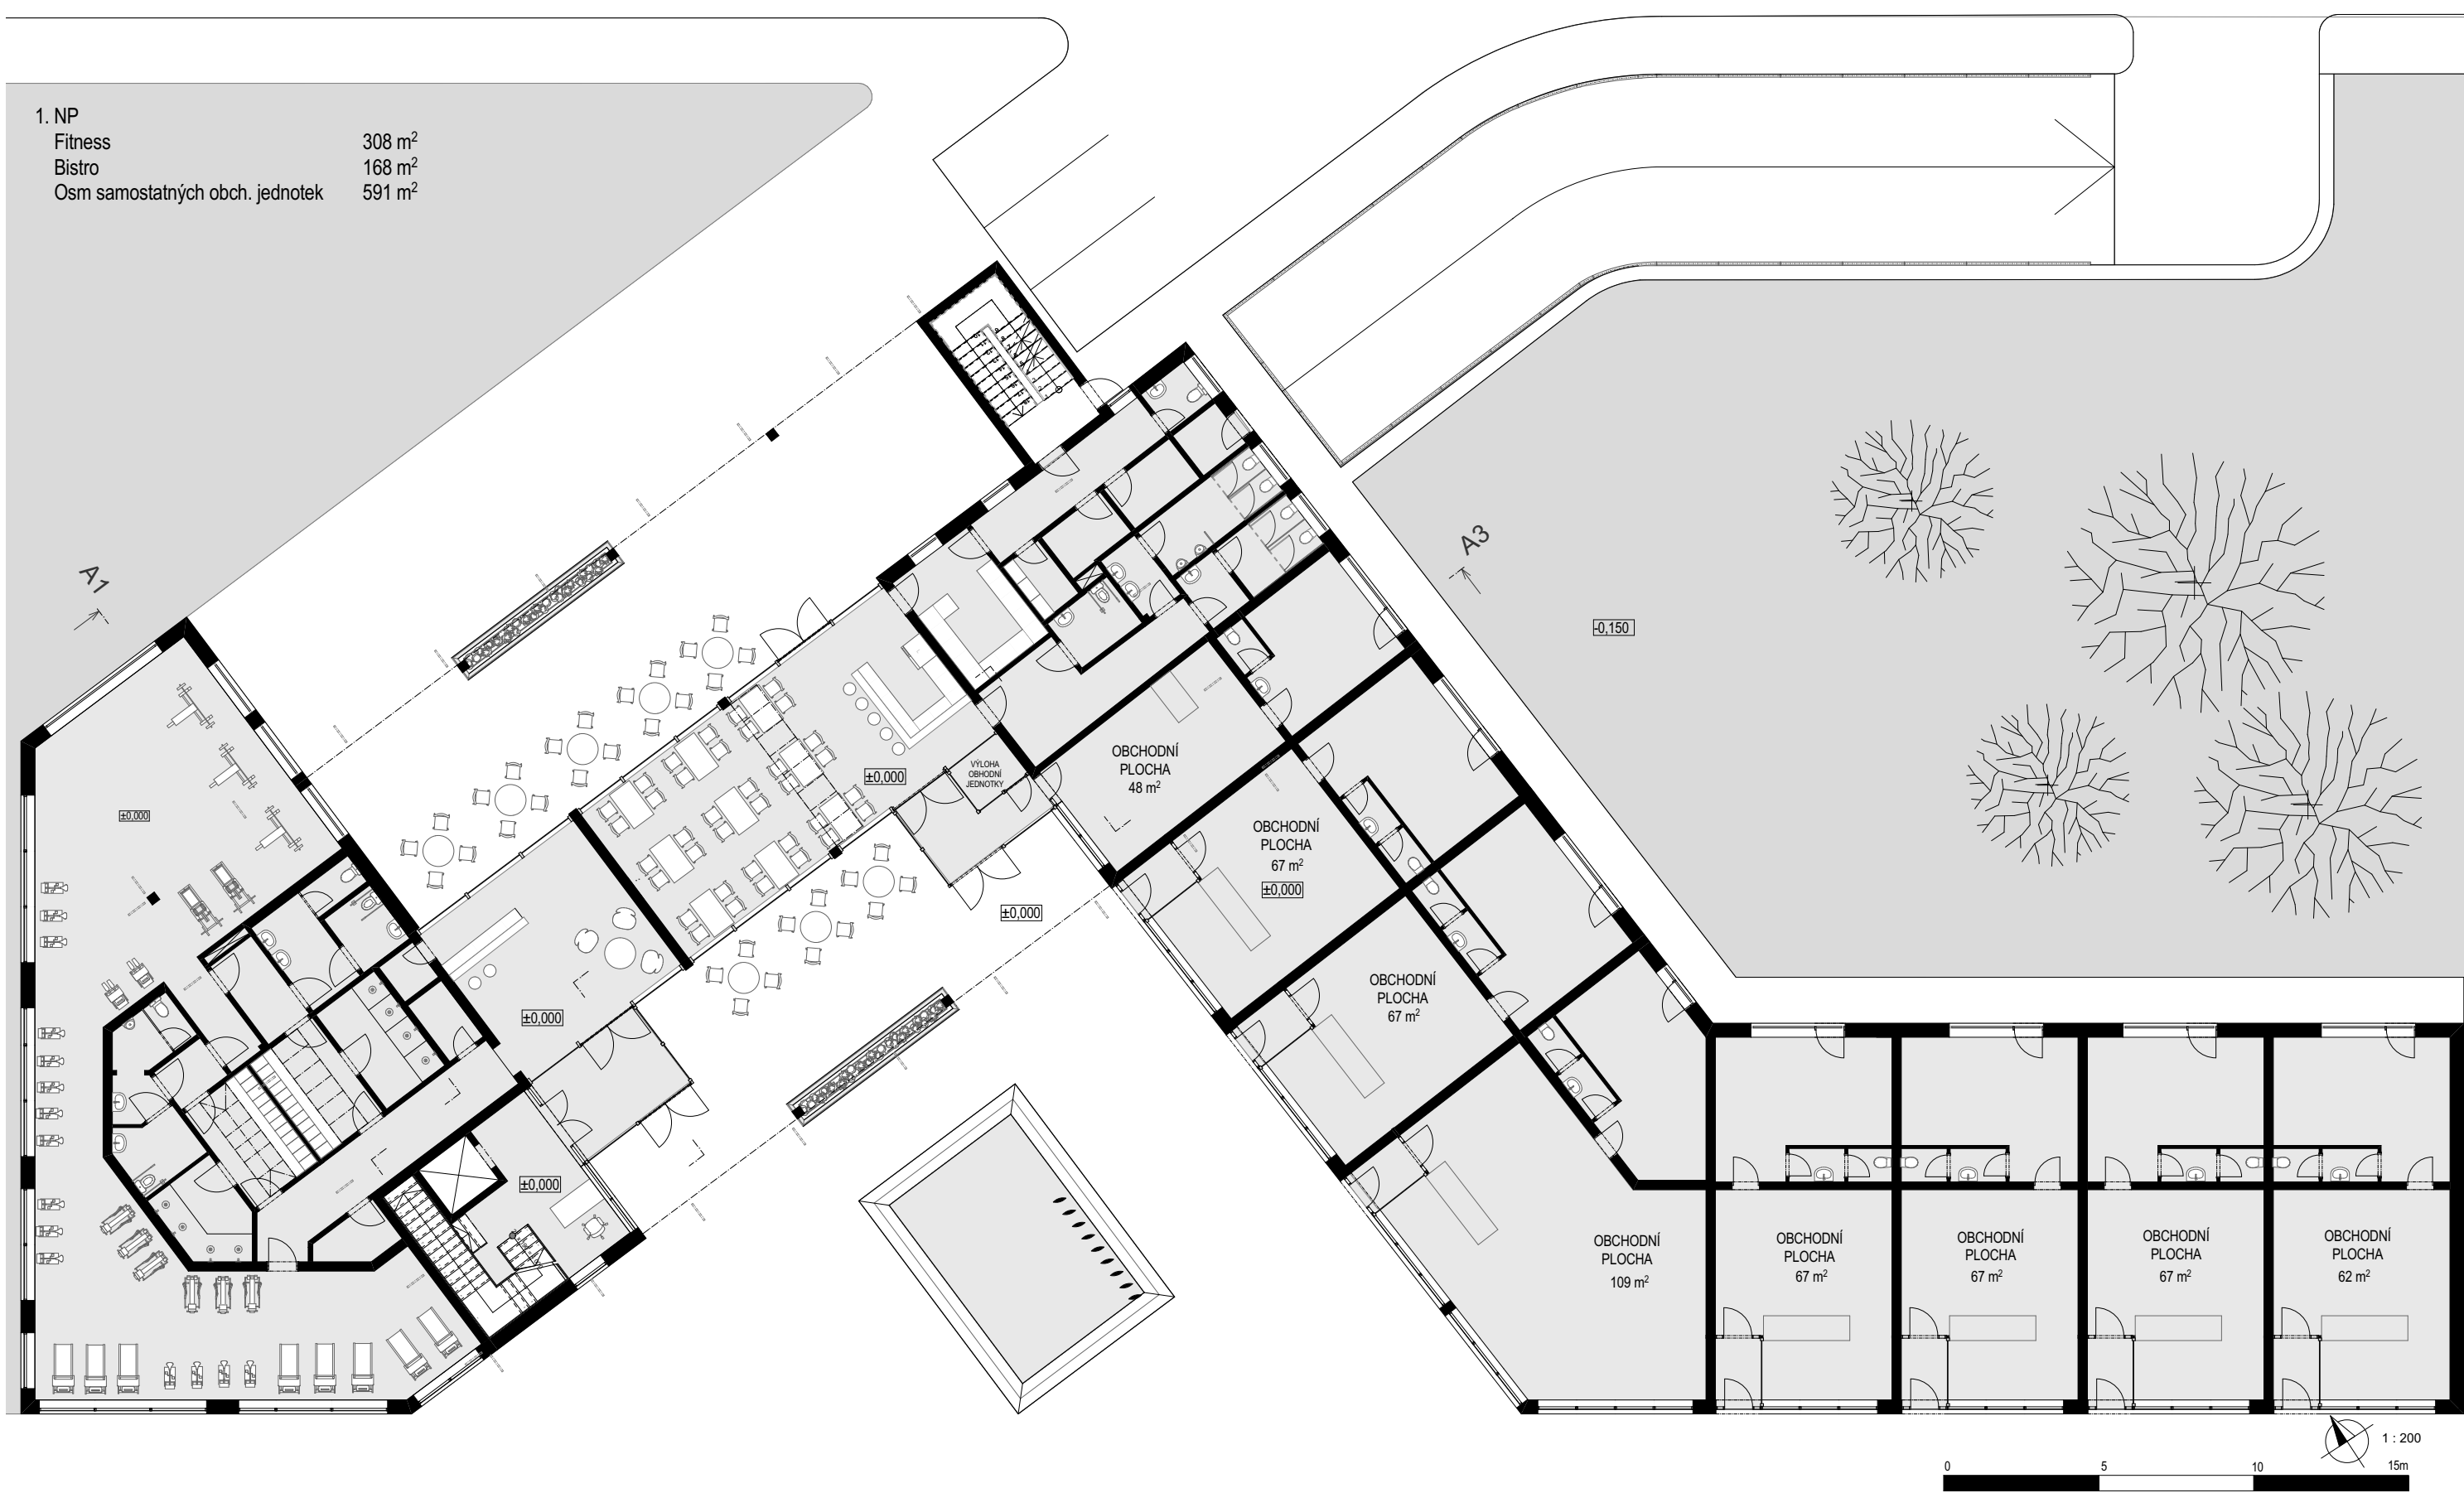 1. NP
Fitness 308 m²
Bistro 168 m²
Osm samostatných obch. jednotek 591 m²
A1
A3
-0,150
±0,000
±0,000
VÝLOHA
OBHODNÍ
JEDNOTKY
OBCHODNÍ
PLOCHA
48 m²
OBCHODNÍ
PLOCHA
67 m²
±0,000
±0,000
OBCHODNÍ
PLOCHA
67 m²
±0,000
±0,000
OBCHODNÍ
PLOCHA
109 m²
OBCHODNÍ
PLOCHA
67 m²
OBCHODNÍ
PLOCHA
67 m²
OBCHODNÍ
PLOCHA
67 m²
OBCHODNÍ
PLOCHA
62 m²
1 : 200
0 5 10 15m